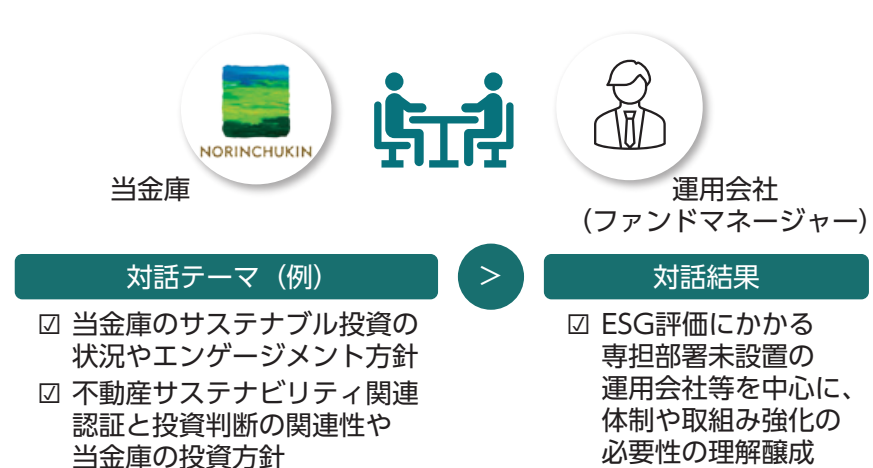 NORINCHUKIN
当金庫
運用会社
（ファンドマネージャー）
対話テーマ（例）
>
対話結果
☑ 当金庫のサステナブル投資の
状況やエンゲージメント方針
☑ 不動産サステナビリティ関連
認証と投資判断の関連性や
当金庫の投資方針
☑ ESG評価にかかる
専担部署未設置の
運用会社等を中心に、
体制や取組み強化の
必要性の理解醸成